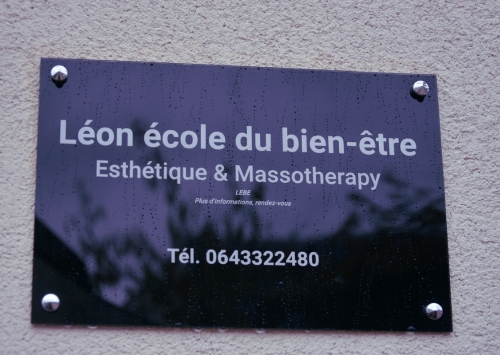 Léon école du bien-être
Esthétique & Massotherapy
LEBE
Plus d'informations, rendez-vous
Tél. 0643322480